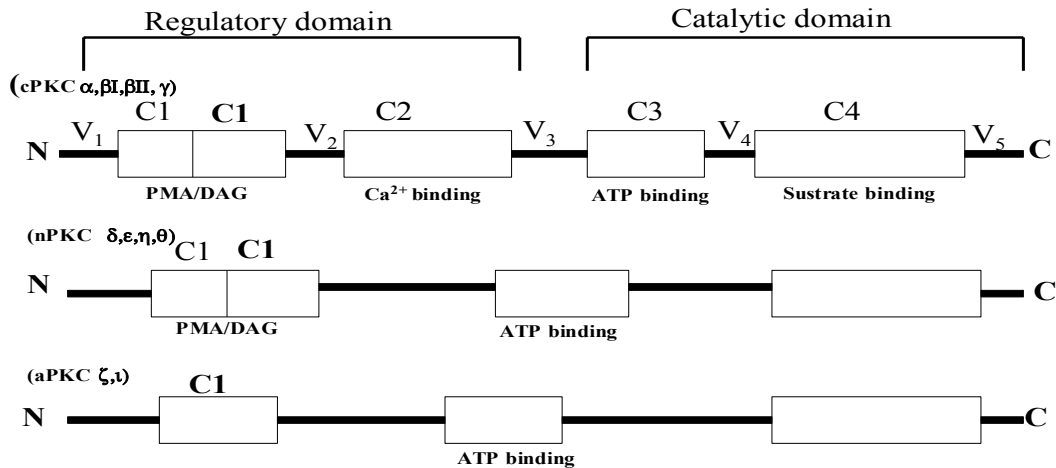 Regulatory domain Catalytic domain
(cPKC α,βI,βII, γ)
C1 C1 C2 C3 C4
N V1 V2 V3 V4 V5 C
PMA/DAG Ca²⁺ binding ATP binding Sustrate binding
(nPKC δ,ε,η,θ)
C1 C1
N C
PMA/DAG ATP binding
(aPKC ζ,ι)
C1
N C
ATP binding